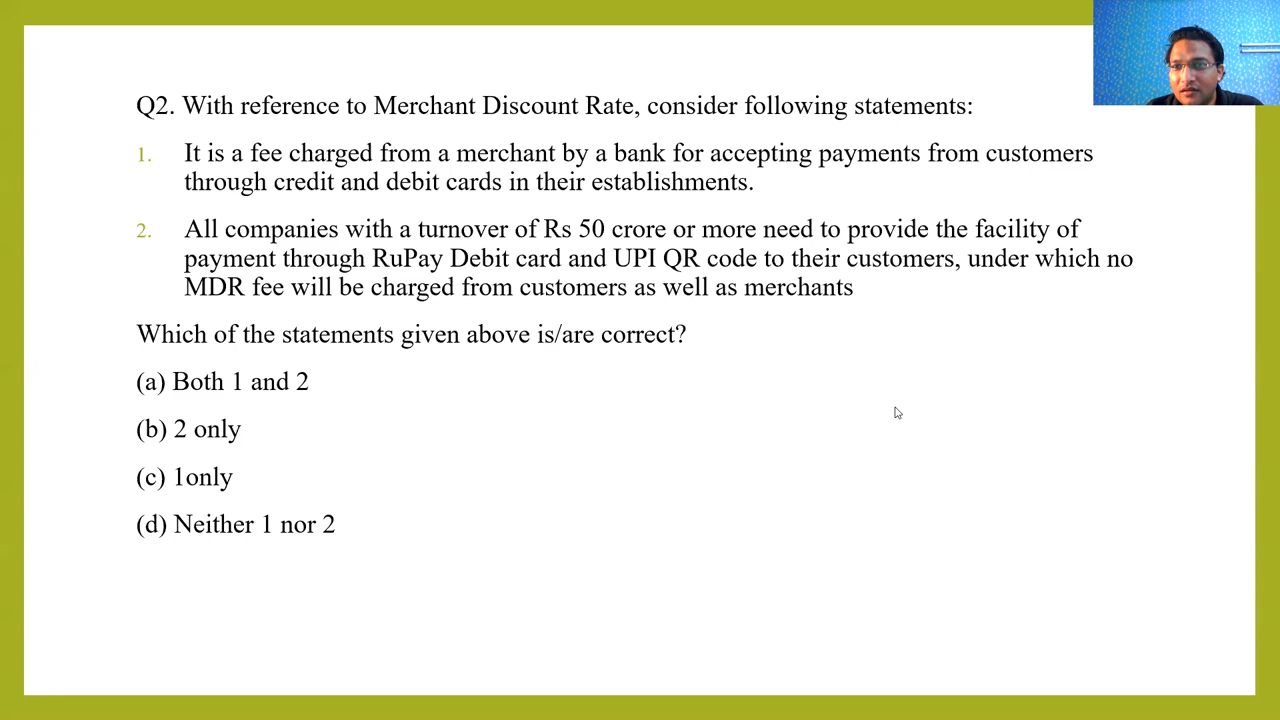 Q2. With reference to Merchant Discount Rate, consider following statements:
1. It is a fee charged from a merchant by a bank for accepting payments from customers
through credit and debit cards in their establishments.
2. All companies with a turnover of Rs 50 crore or more need to provide the facility of
payment through RuPay Debit card and UPI QR code to their customers, under which no
MDR fee will be charged from customers as well as merchants
Which of the statements given above is/are correct?
(a) Both 1 and 2
(b) 2 only
(c) 1only
(d) Neither 1 nor 2